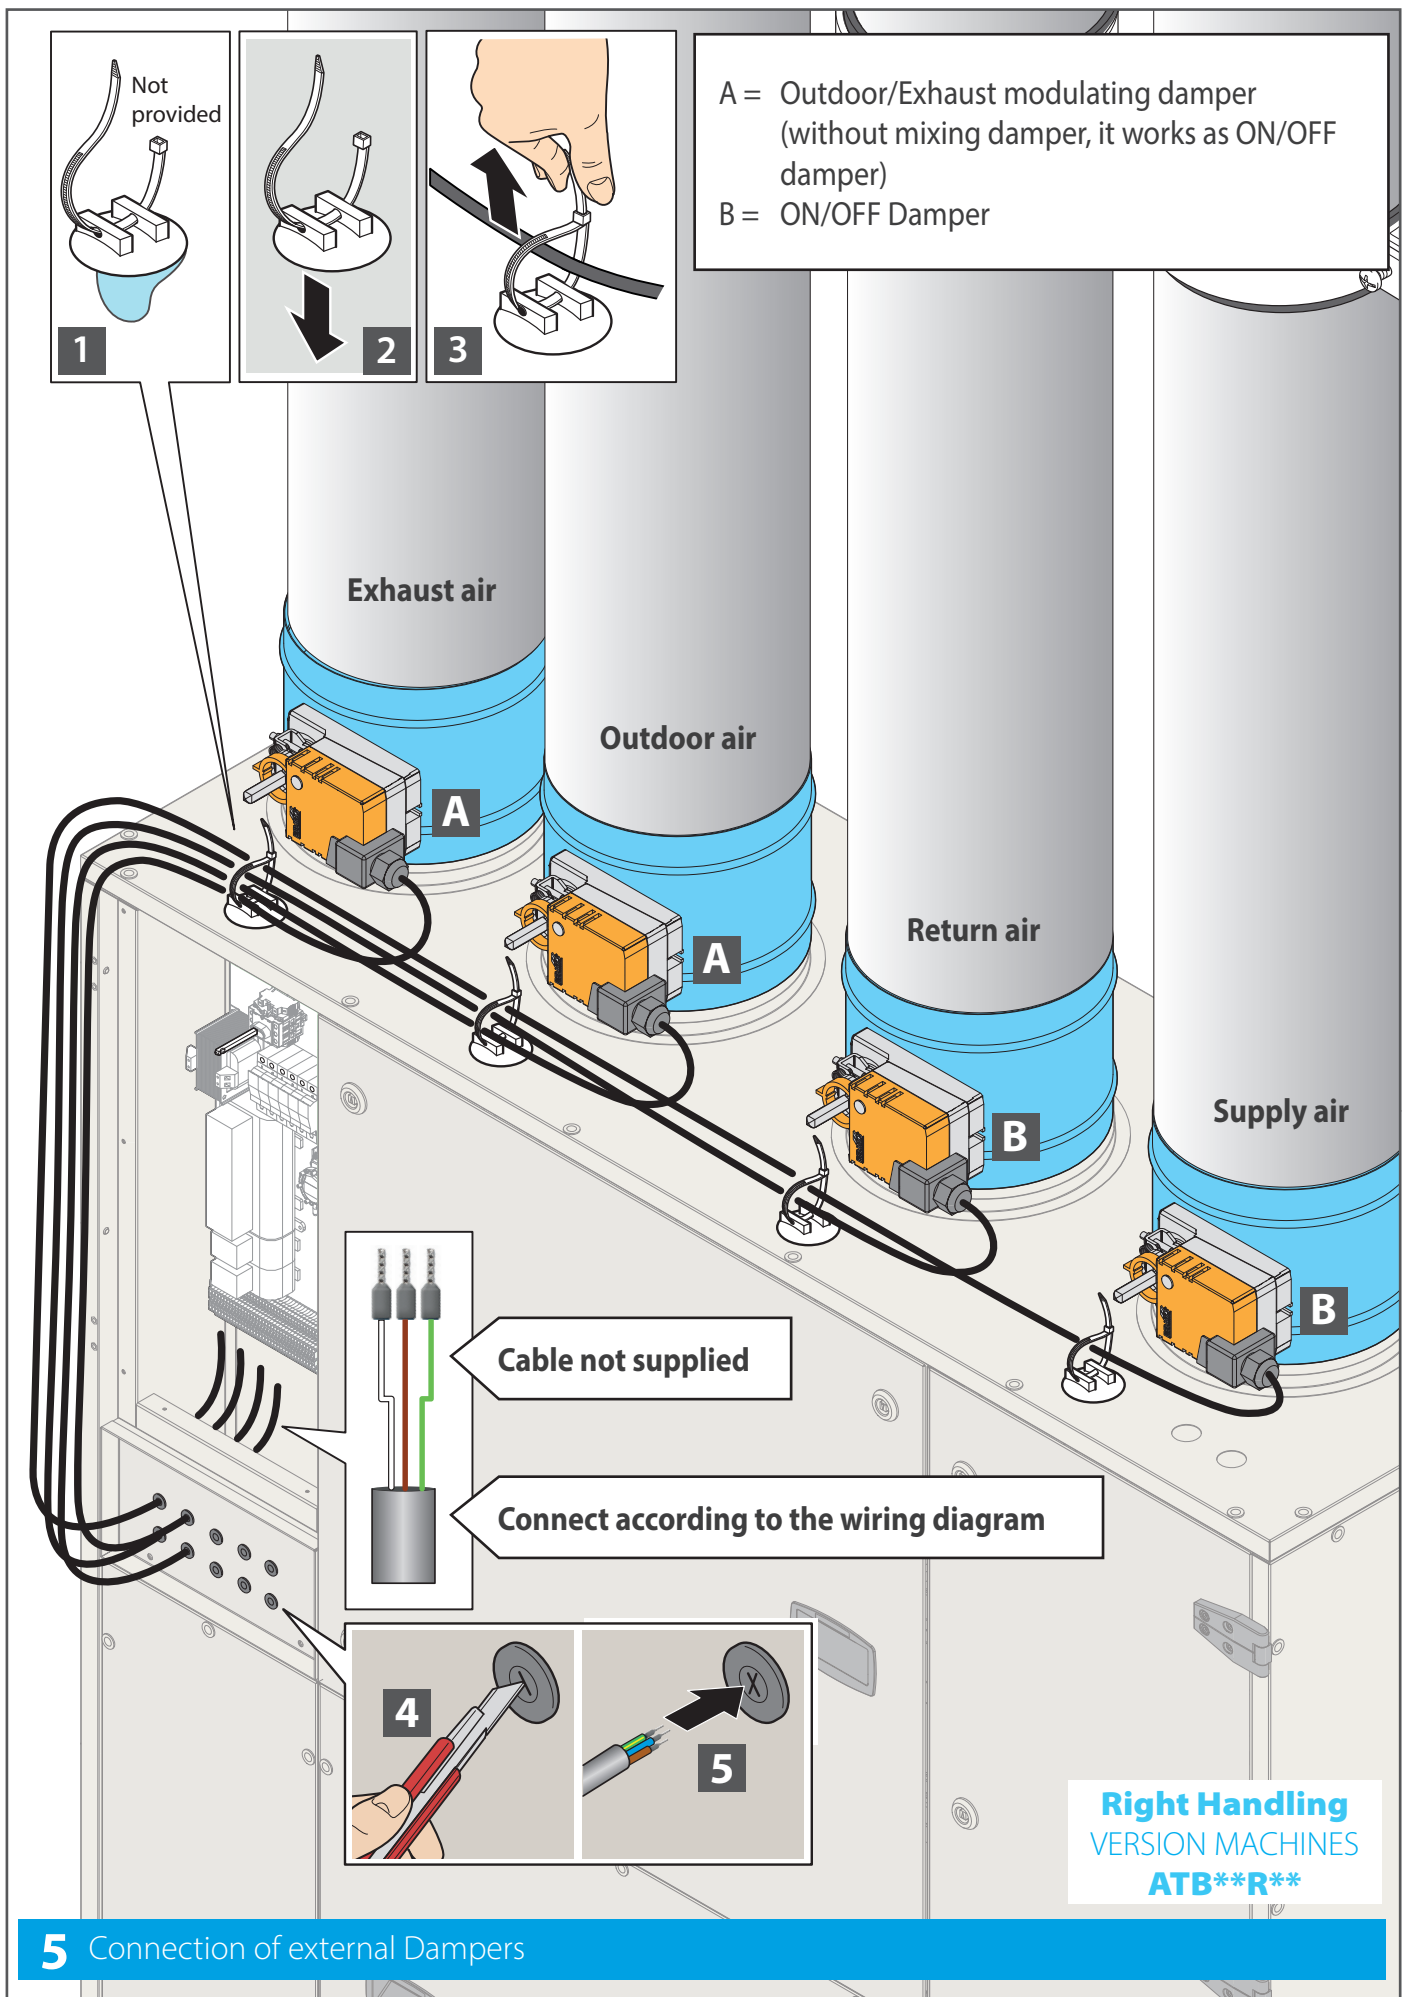 Not
provided
1
2
3
A = Outdoor/Exhaust modulating damper
(without mixing damper, it works as ON/OFF
damper)
B = ON/OFF Damper
Exhaust air
Outdoor air
Return air
Supply air
A
A
B
B
Cable not supplied
Connect according to the wiring diagram
4
5
Right Handling
VERSION MACHINES
ATB**R**
5 Connection of external Dampers